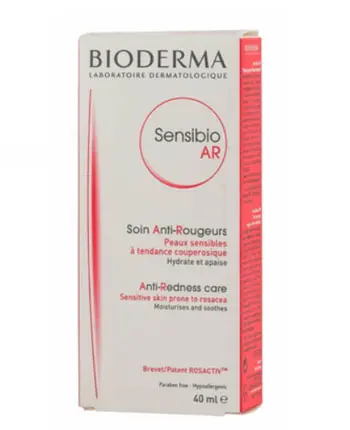 BIODERMA
LABORATOIRE DERMATOLOGIQUE
Sensibio
AR
Soin Anti-Rougeurs
Peaux sensibles
à tendance couperosique
Hydrate et apaise
Anti-Redness care
Sensitive skin prone to rosacea
Moisturises and soothes
Brevet/Patent ROSACTIV™
Paraben free - Hypoallergenic
40 ml ℮